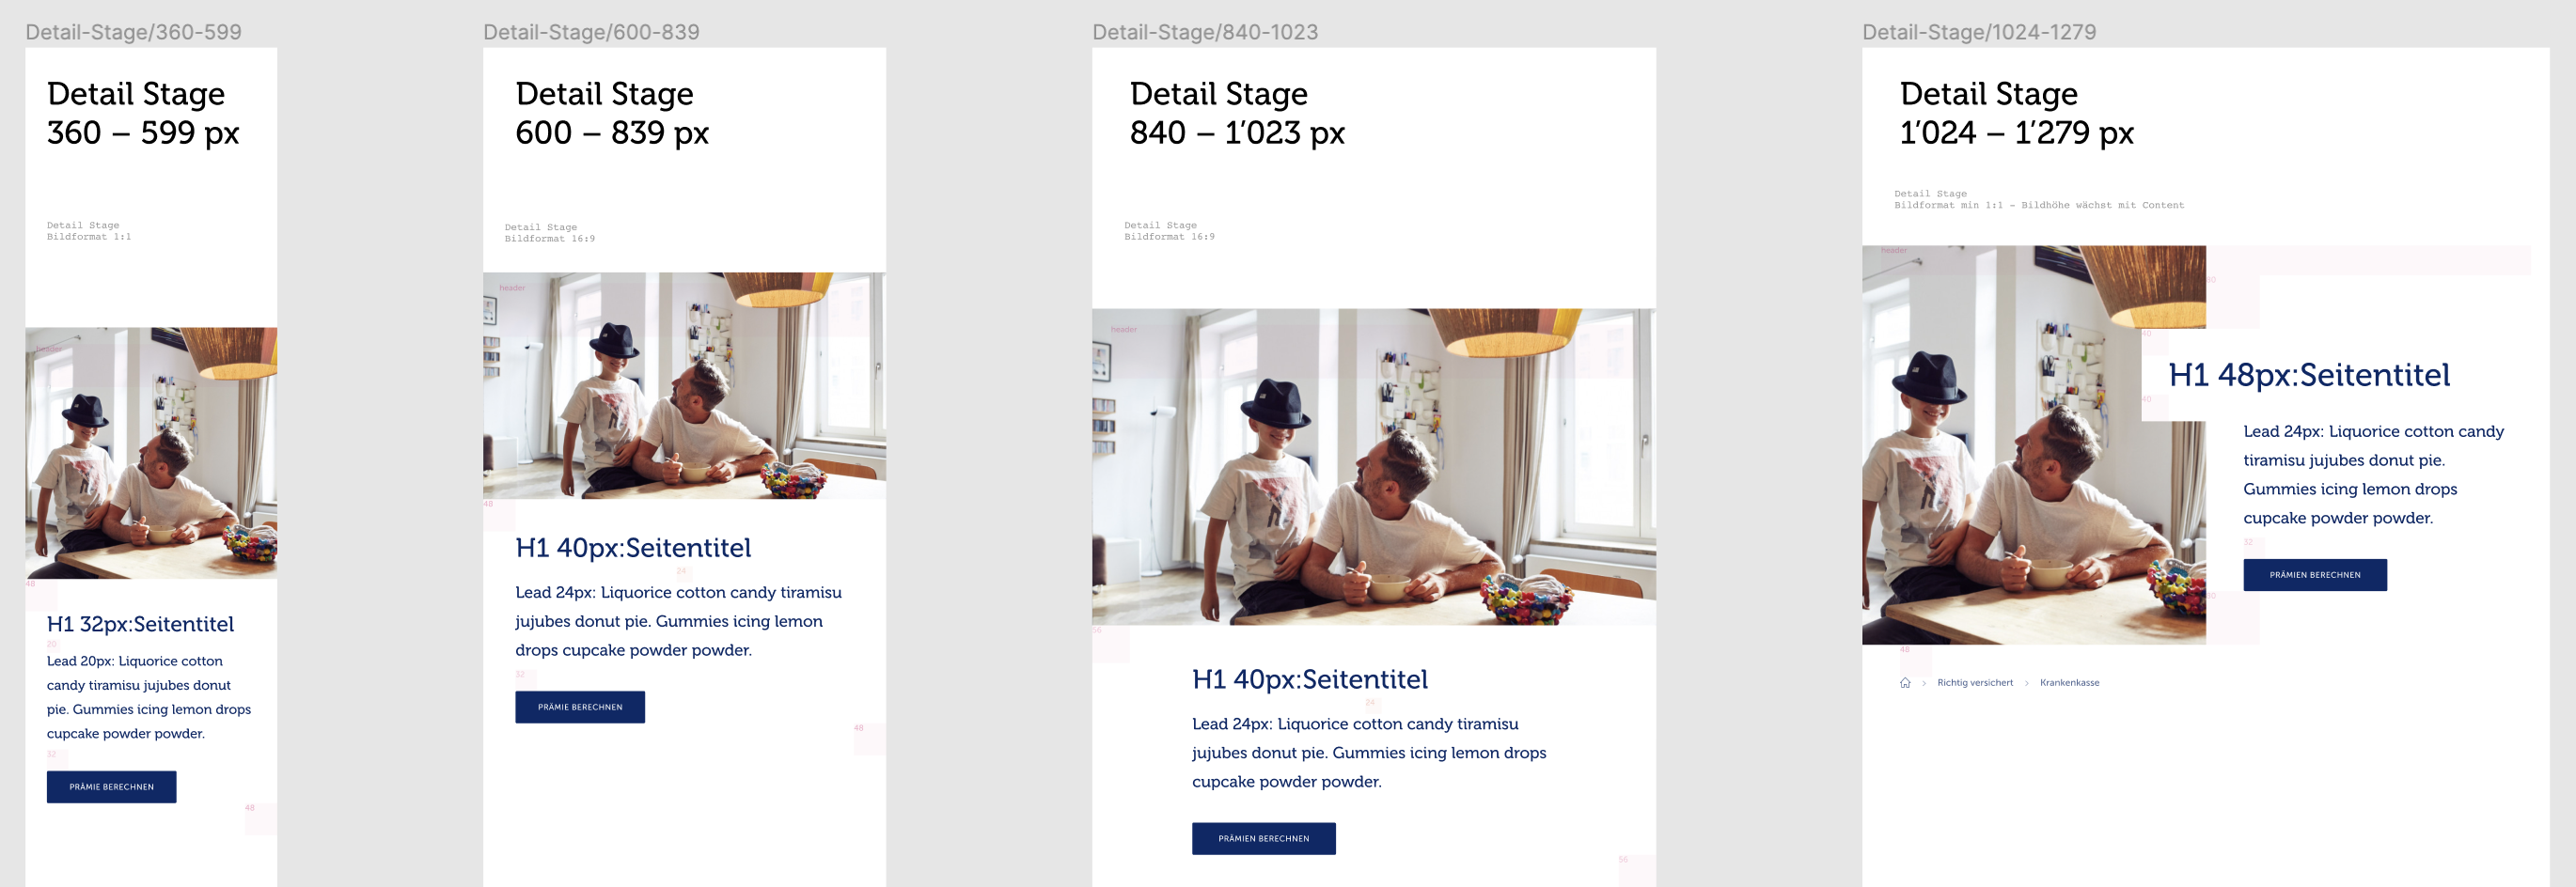 Detail-Stage/360-599
Detail Stage
360 – 599 px
Detail Stage
Bildformat 1:1
header
48
H1 32px:Seitentitel
20
Lead 20px: Liquorice cotton
candy tiramisu jujubes donut
pie. Gummies icing lemon drops
cupcake powder powder.
32
PRÄMIE BERECHNEN
48
Detail-Stage/600-839
Detail Stage
600 – 839 px
Detail Stage
Bildformat 16:9
header
48
H1 40px:Seitentitel
24
Lead 24px: Liquorice cotton candy tiramisu
jujubes donut pie. Gummies icing lemon
drops cupcake powder powder.
32
PRÄMIE BERECHNEN
48
Detail-Stage/840-1023
Detail Stage
840 – 1’023 px
Detail Stage
Bildformat 16:9
header
56
H1 40px:Seitentitel
24
Lead 24px: Liquorice cotton candy tiramisu
jujubes donut pie. Gummies icing lemon drops
cupcake powder powder.
PRÄMIEN BERECHNEN
56
Detail-Stage/1024-1279
Detail Stage
1’024 – 1’279 px
Detail Stage
Bildformat min 1:1 – Bildhöhe wächst mit Content
header
40
H1 48px:Seitentitel
40
Lead 24px: Liquorice cotton candy
tiramisu jujubes donut pie.
Gummies icing lemon drops
cupcake powder powder.
32
PRÄMIEN BERECHNEN
48
Richtig versichert > Krankenkasse